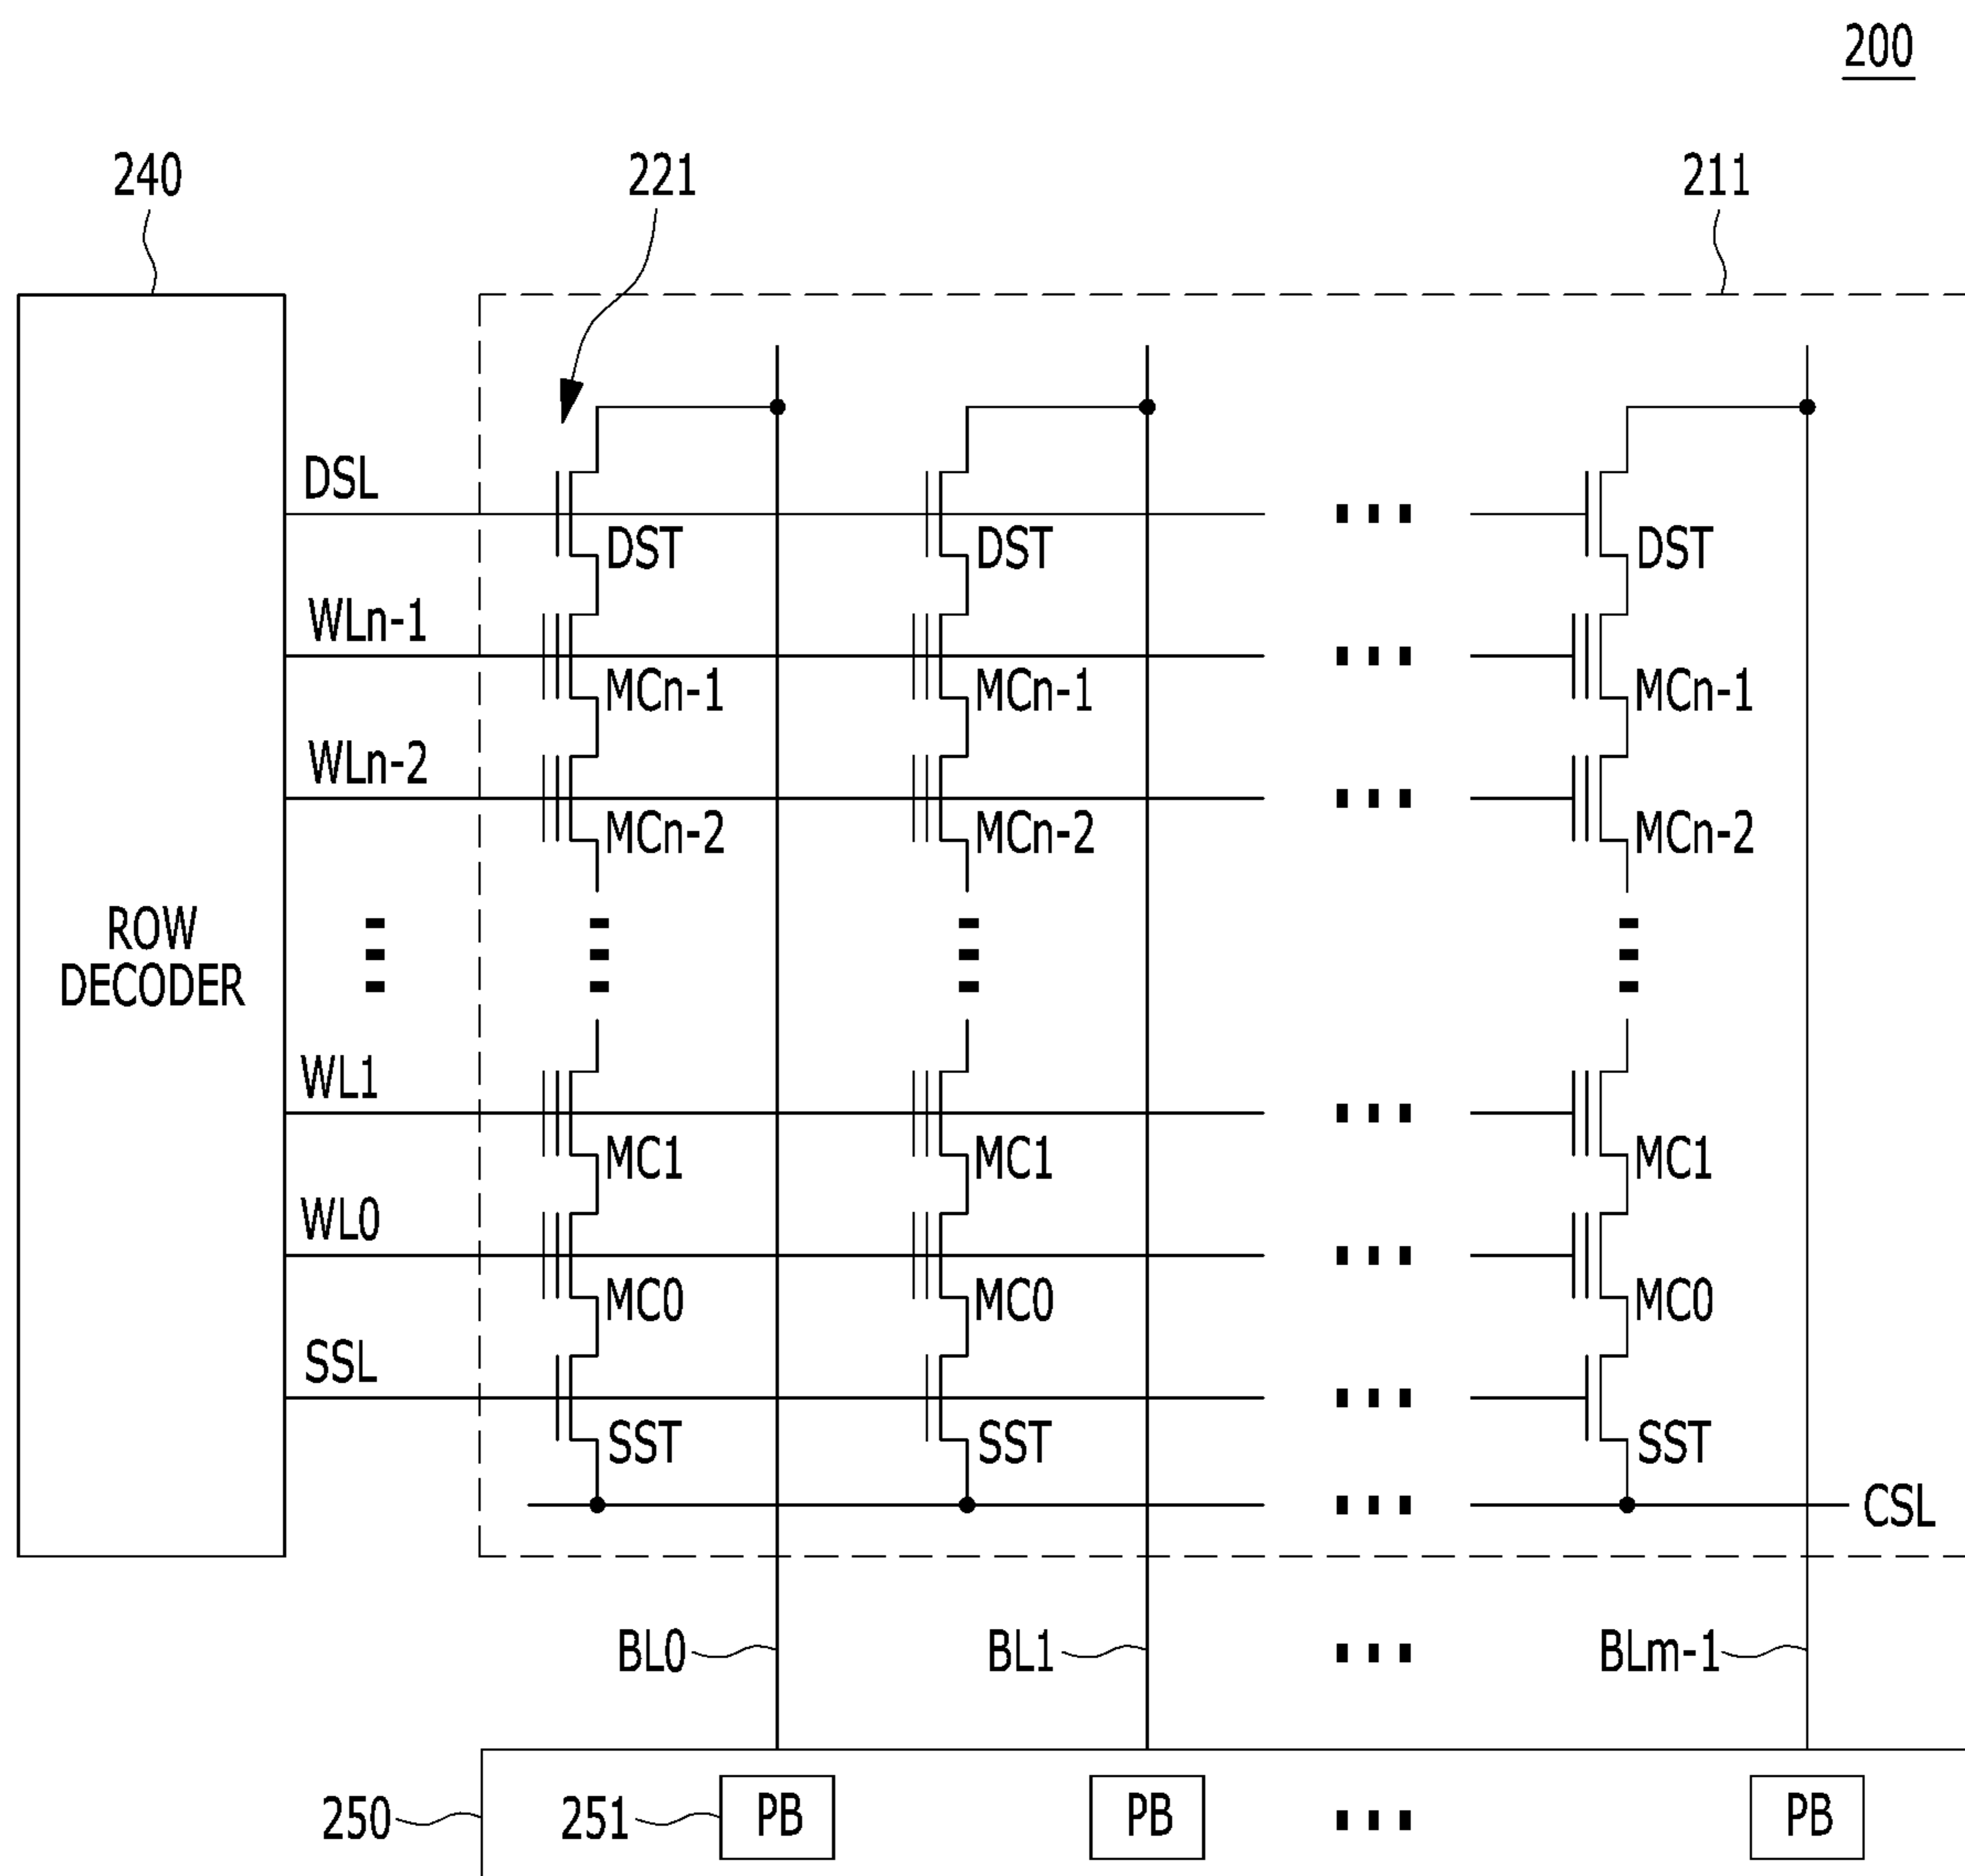 200
240
221
211
DSL
DST DST DST
WLn-1
MCn-1 MCn-1 MCn-1
WLn-2
MCn-2 MCn-2 MCn-2
ROW
DECODER
WL1
MC1 MC1 MC1
WL0
MC0 MC0 MC0
SSL
SST SST SST
CSL
BL0 BL1 BLm-1
250 251 PB PB PB